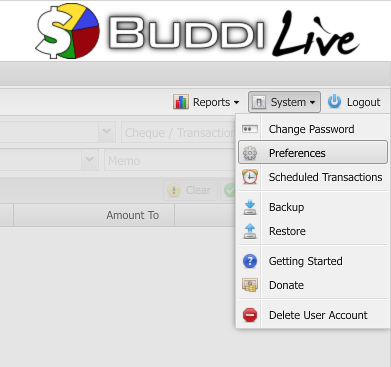 $ BUDDI Live
Reports System Logout
Change Password
Cheque / Transaction
Preferences
Memo
Scheduled Transactions
Clear
Backup
Amount To
Restore
Getting Started
Donate
Delete User Account